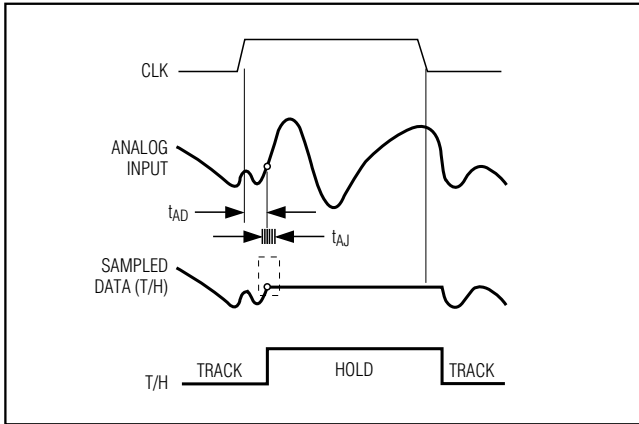 CLK
ANALOG
INPUT
tAD
tAJ
SAMPLED
DATA (T/H)
TRACK HOLD TRACK
T/H